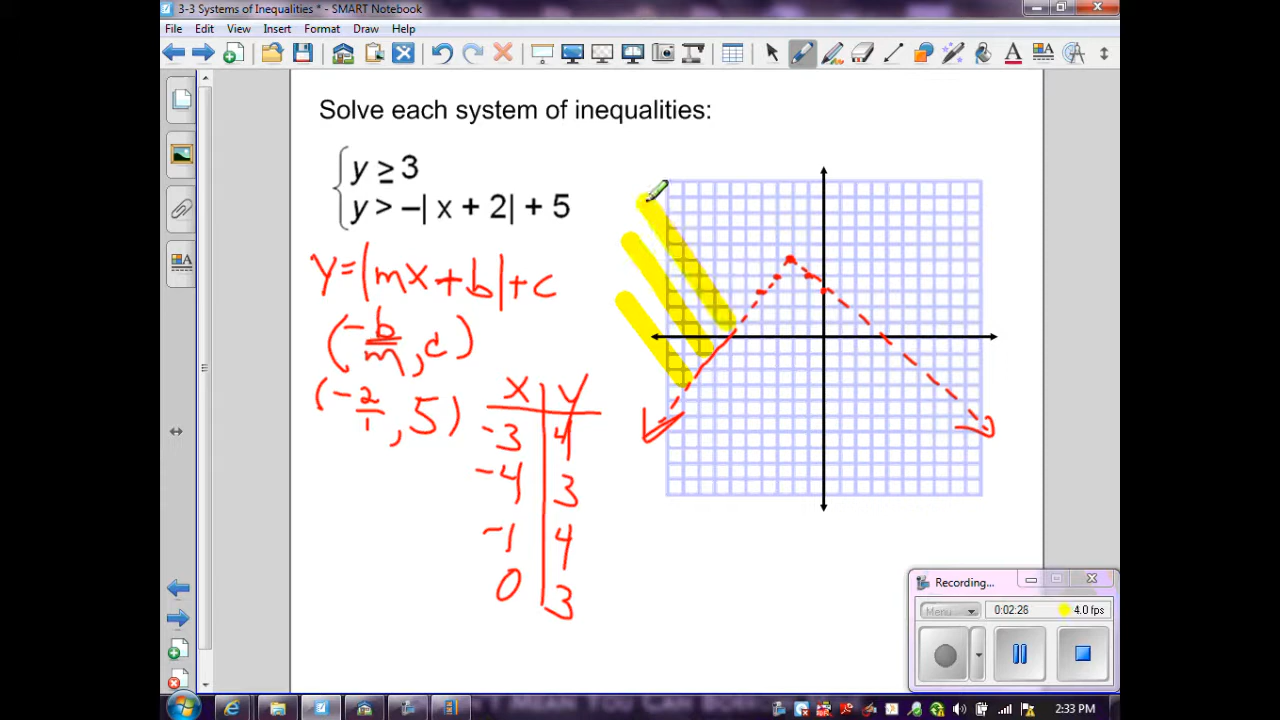 3-3 Systems of Inequalities * - SMART Notebook
File Edit View Insert Format Draw Help
Solve each system of inequalities:
y ≥ 3
y > –| x + 2| + 5
y=|mx+b|+c
(-b/m, c)
(-2/1, 5)
x y
-3 4
-4 3
-1 4
0 3
Recording...
Menu 0:02:26 4.0 fps
2:33 PM